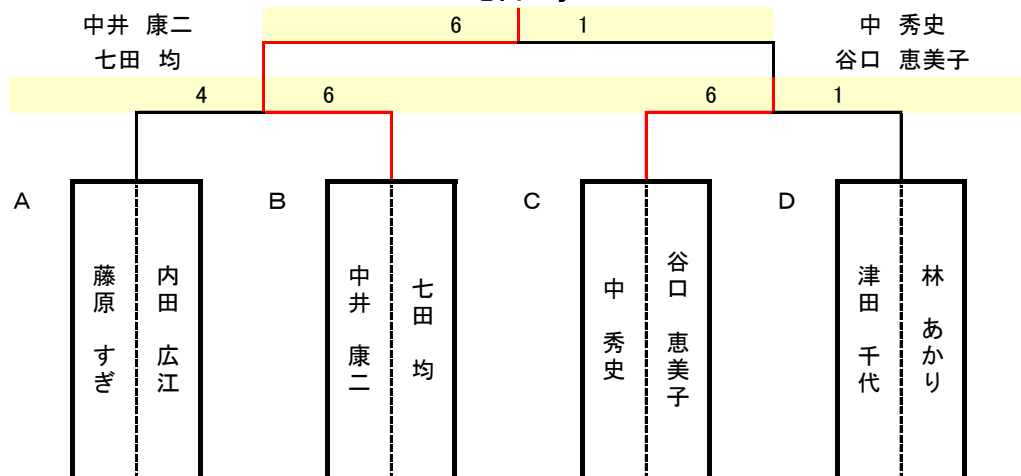 6 1
中井 康二
七田 均
中 秀史
谷口 恵美子
4 6 6 1
A
藤原 すぎ
内田 広江
B
中井 康二
七田 均
C
中 秀史
谷口 恵美子
D
津田 千代
林 あかり